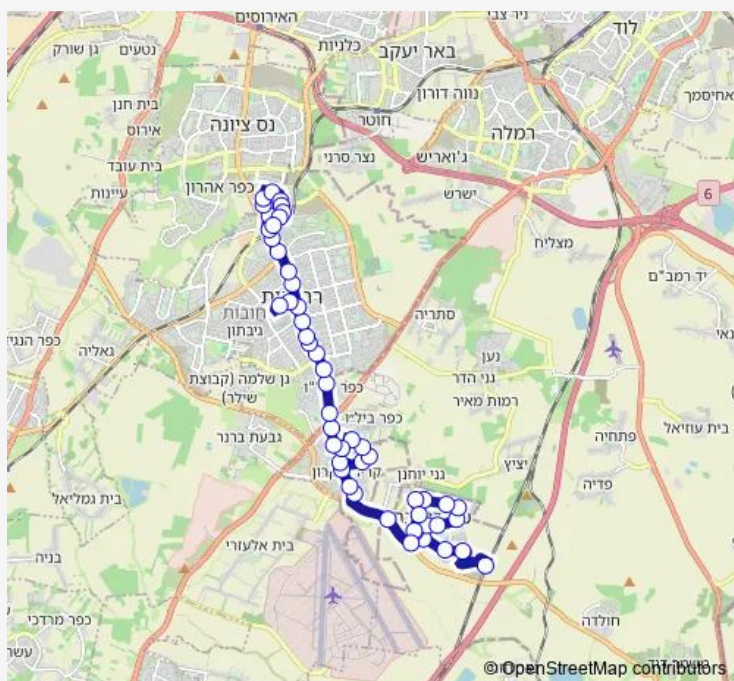 האירוסים
ניר צבי
נטעים
גן שורק
כלניות
באר יעקב
לוד
בית חנן
נווה דורון
אחיסמך
אירוס
נס ציונה
חוטר
רמלה
ג'ואריש
בית עובד
נצר סרני
כפר אהרון
עיינות
ישרש
6
מצליח
יד רמב"ם
חובות
סתריה
גיבתון
גאליה
כפר הנגיד
נען
גני הדר
גן שלמה (קבוצת
שילר)
רמות מאיר
כפר ביל"ו
בית עוזיאל
גבעת ברנר
פתחיה
יציץ
גני יוחנן
פדיה
בית גמליאל
בית אלעזרי
בניה
חולדה
כפר מרדכי
© OpenStreetMap contributors